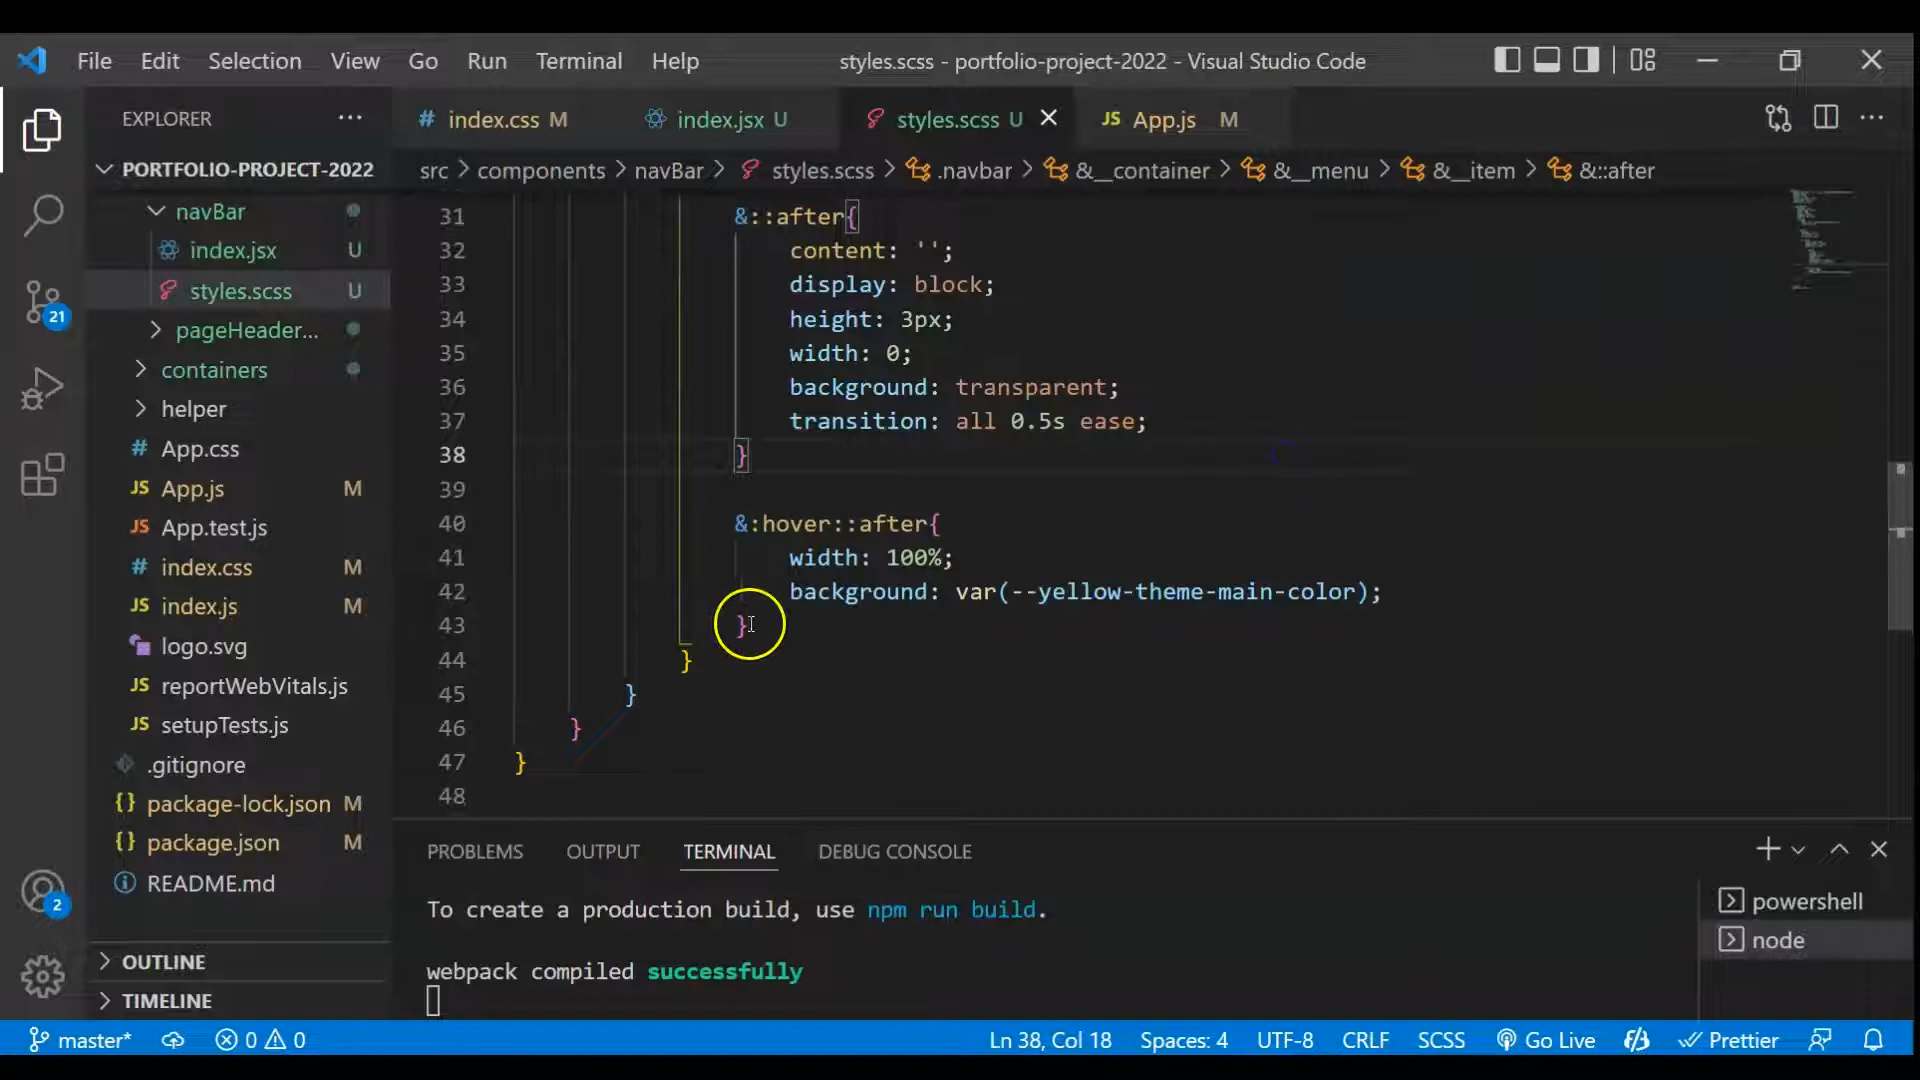 File Edit Selection View Go Run Terminal Help styles.scss - portfolio-project-2022 - Visual Studio Code
EXPLORER
index.css M
index.jsx U
styles.scss U
JS App.js M
PORTFOLIO-PROJECT-2022
src > components > navBar > styles.scss > .navbar > &__container > &__menu > &__item > &::after
navBar
index.jsx U
styles.scss U
pageHeader...
containers
helper
# App.css
JS App.js M
JS App.test.js
# index.css M
JS index.js M
logo.svg
JS reportWebVitals.js
JS setupTests.js
.gitignore
{} package-lock.json M
{} package.json M
README.md
OUTLINE
TIMELINE
21
2
31 &::after{
32 content: '';
33 display: block;
34 height: 3px;
35 width: 0;
36 background: transparent;
37 transition: all 0.5s ease;
38 }
39
40 &:hover::after{
41 width: 100%;
42 background: var(--yellow-theme-main-color);
43 }
44 }
45 }
46 }
47 }
48
PROBLEMS OUTPUT TERMINAL DEBUG CONSOLE
To create a production build, use npm run build.
webpack compiled successfully
powershell
node
master* 0 0 Ln 38, Col 18 Spaces: 4 UTF-8 CRLF SCSS Go Live Prettier